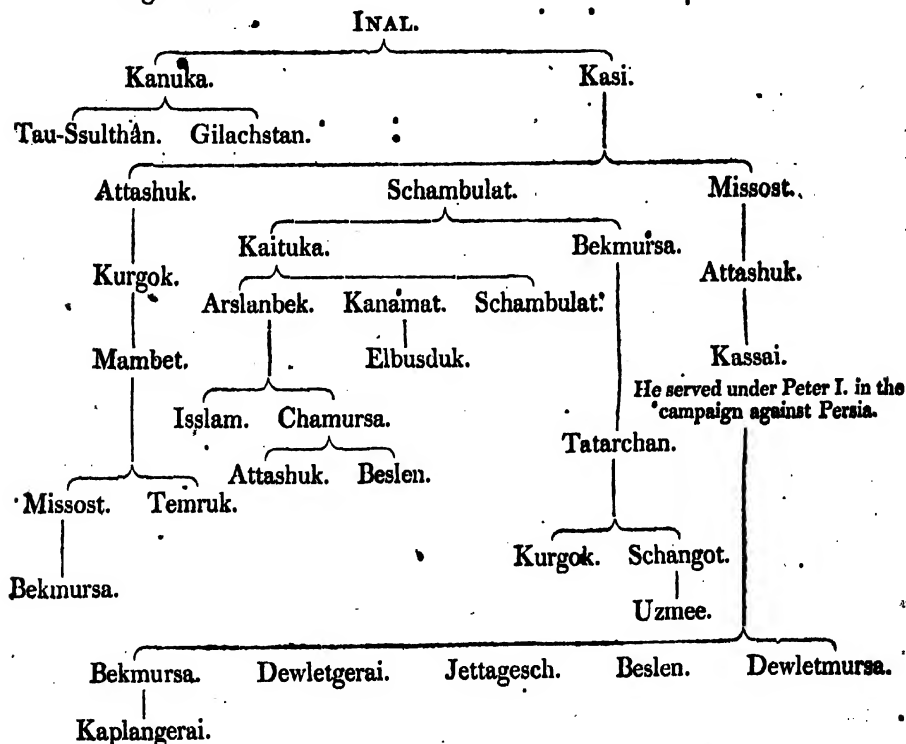 INAL.
Kanuka. Kasi.
Tau-Ssulthân. Gilachstan.
Attashuk. Schambulat. Missost.
Kaituka. Bekmursa.
Kurgok. Attashuk.
Arslanbek. Kanamat. Schambulat.
Mambet. Elbusduk. Kassai.
He served under Peter I. in the
campaign against Persia.
Isslam. Chamursa.
Tatarchan.
Attashuk. Beslen.
Missost. Temruk.
Kurgok. Schangot.
Bekmursa.
Uzmee.
Bekmursa. Dewletgerai. Jettagesch. Beslen. Dewletmursa.
Kaplangerai.